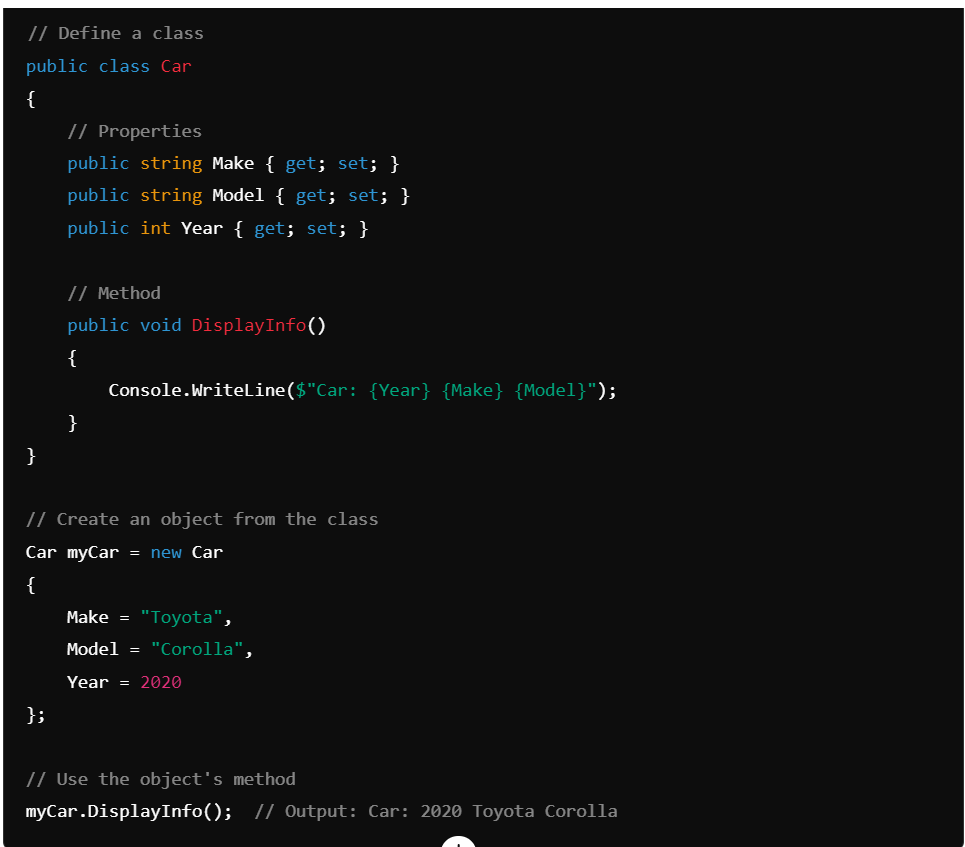 // Define a class
public class Car
{
    // Properties
    public string Make { get; set; }
    public string Model { get; set; }
    public int Year { get; set; }

    // Method
    public void DisplayInfo()
    {
        Console.WriteLine($"Car: {Year} {Make} {Model}");
    }
}

// Create an object from the class
Car myCar = new Car
{
    Make = "Toyota",
    Model = "Corolla",
    Year = 2020
};

// Use the object's method
myCar.DisplayInfo();  // Output: Car: 2020 Toyota Corolla